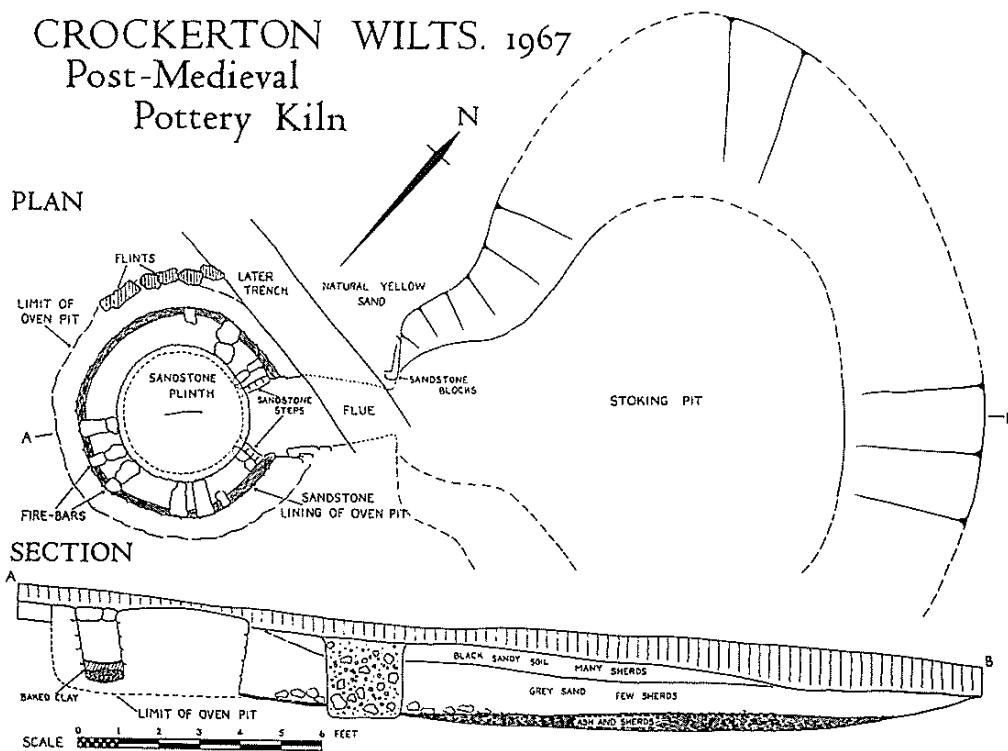 CROCKERTON WILTS. 1967
Post-Medieval
Pottery Kiln
N
PLAN
FLINTS
LATER
TRENCH
NATURAL YELLOW
SAND
LIMIT OF
OVEN PIT
SANDSTONE
PLINTH
SANDSTONE
STEPS
SANDSTONE
BLOCKS
FLUE
STOKING PIT
A
FIRE-BARS
SANDSTONE
LINING OF OVEN PIT
SECTION
A
B
BLACK SANDY SOIL MANY SHERDS
GREY SAND FEW SHERDS
BAKED CLAY
LIMIT OF OVEN PIT
ASH AND SHERDS
SCALE 0 1 2 3 4 5 6 FEET